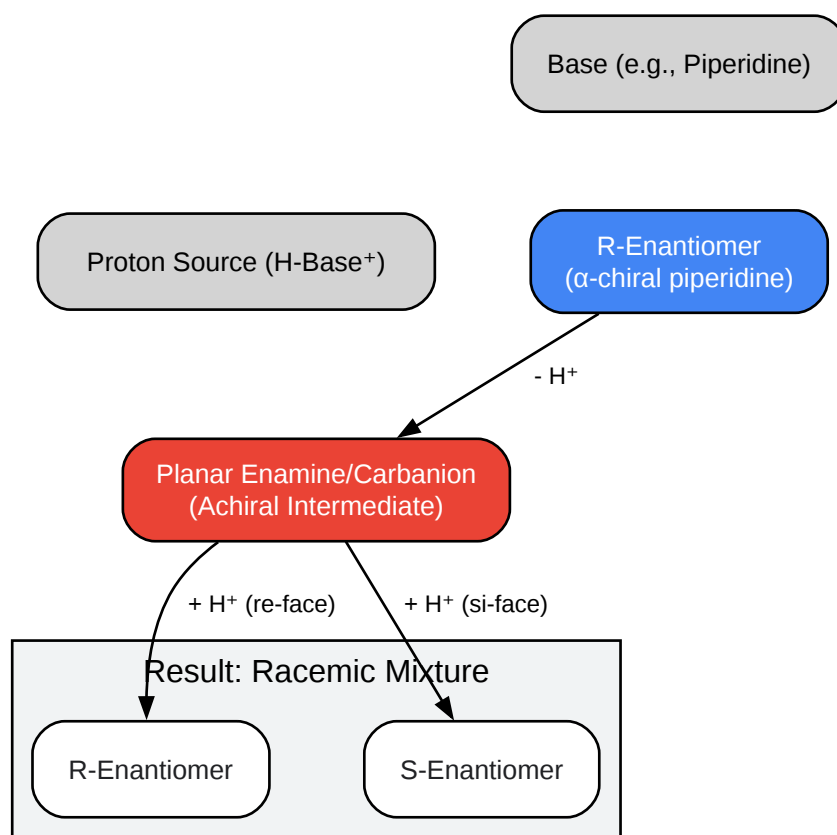 Base (e.g., Piperidine)
Proton Source (H-Base⁺)
R-Enantiomer
(α-chiral piperidine)
- H⁺
Planar Enamine/Carbanion
(Achiral Intermediate)
+ H⁺ (re-face)
+ H⁺ (si-face)
Result: Racemic Mixture
R-Enantiomer
S-Enantiomer